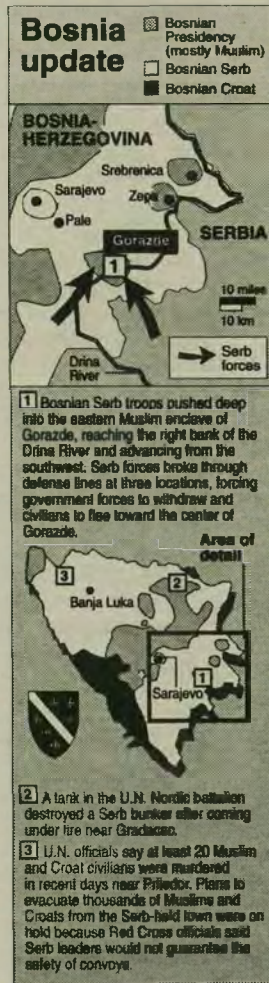 Bosnia
update
Bosnian
Presidency
(mostly Muslim)
Bosnian Serb
Bosnian Croat
BOSNIA-
HERZEGOVINA
Srebrenica
Sarajevo
Zepa
Pale
Gorazde
SERBIA
1
10 miles
10 km
Drina
River
Serb
forces
1 Bosnian Serb troops pushed deep
into the eastern Muslim enclave of
Gorazde, reaching the right bank of the
Drina River and advancing from the
southwest. Serb forces broke through
defense lines at three locations, forcing
government forces to withdraw and
civilians to flee toward the center of
Gorazde.
Area of
detail
3
2
Banja Luka
1
Sarajevo
2 A tank in the U.N. Nordic battalion
destroyed a Serb bunker after coming
under fire near Gradacac.
3 U.N. officials say at least 20 Muslim
and Croat civilians were murdered
in recent days near Prijedor. Plans to
evacuate thousands of Muslims and
Croats from the Serb-held town were on
hold because Red Cross officials said
Serb leaders would not guarantee the
safety of convoys.